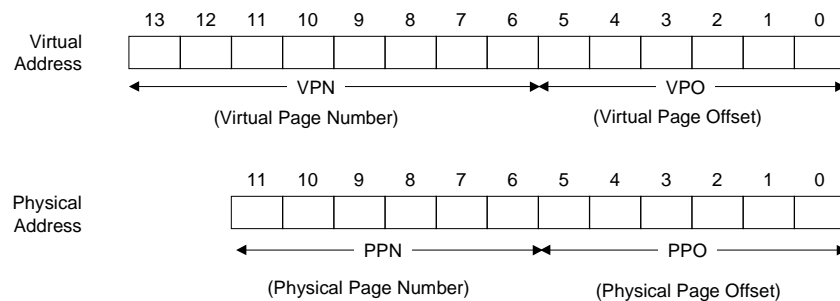 13 12 11 10 9 8 7 6 5 4 3 2 1 0
Virtual
Address
VPN VPO
(Virtual Page Number) (Virtual Page Offset)
11 10 9 8 7 6 5 4 3 2 1 0
Physical
Address
PPN PPO
(Physical Page Number) (Physical Page Offset)